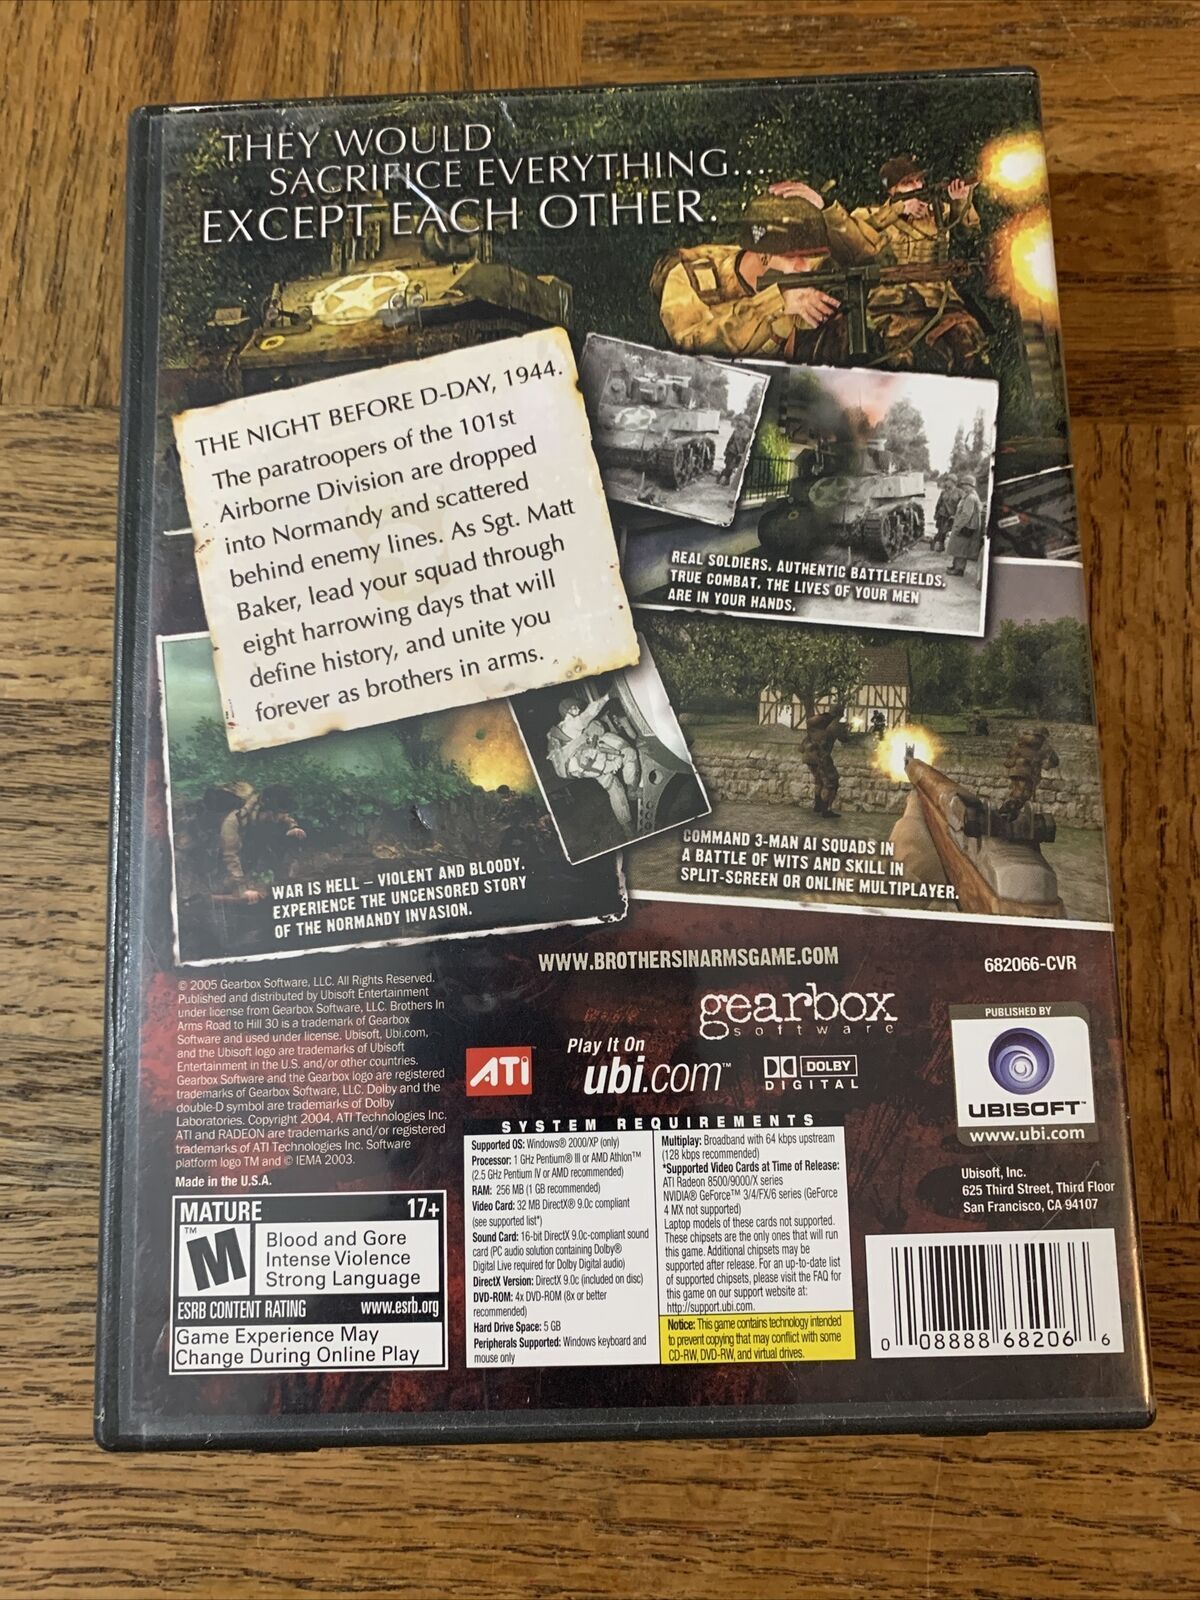 THEY WOULD
SACRIFICE EVERYTHING...
EXCEPT EACH OTHER.
THE NIGHT BEFORE D-DAY, 1944.
The paratroopers of the 101st
Airborne Division are dropped
into Normandy and scattered
behind enemy lines. As Sgt. Matt
Baker, lead your squad through
eight harrowing days that will
define history, and unite you
forever as brothers in arms.
REAL SOLDIERS. AUTHENTIC BATTLEFIELDS.
TRUE COMBAT. THE LIVES OF YOUR MEN
ARE IN YOUR HANDS.
WAR IS HELL – VIOLENT AND BLOODY.
EXPERIENCE THE UNCENSORED STORY
OF THE NORMANDY INVASION.
COMMAND 3-MAN AI SQUADS IN
A BATTLE OF WITS AND SKILL IN
SPLIT-SCREEN OR ONLINE MULTIPLAYER.
WWW.BROTHERSINARMSGAME.COM
682066-CVR
© 2005 Gearbox Software, LLC. All Rights Reserved.
Published and distributed by Ubisoft Entertainment
under license from Gearbox Software, LLC. Brothers In
Arms Road to Hill 30 is a trademark of Gearbox
Software and used under license. Ubisoft, Ubi.com,
and the Ubisoft logo are trademarks of Ubisoft
Entertainment in the U.S. and/or other countries.
Gearbox Software and the Gearbox logo are registered
trademarks of Gearbox Software, LLC. Dolby and the
double-D symbol are trademarks of Dolby
Laboratories. Copyright 2004, ATI Technologies Inc.
ATI and RADEON are trademarks and/or registered
trademarks of ATI Technologies Inc. Software
platform logo TM and © IEMA 2003.
Made in the U.S.A.
gearbox
software
ATI
Play It On
ubi.com™
DOLBY
DIGITAL
PUBLISHED BY
UBISOFT™
www.ubi.com
Ubisoft, Inc.
625 Third Street, Third Floor
San Francisco, CA 94107
SYSTEM REQUIREMENTS
Supported OS: Windows® 2000/XP (only)
Processor: 1 GHz Pentium® III or AMD Athlon™
(2.5 GHz Pentium IV or AMD recommended)
RAM: 256 MB (1 GB recommended)
Video Card: 32 MB DirectX® 9.0c compliant
(see supported list*)
Sound Card: 16-bit DirectX 9.0c-compliant sound
card (PC audio solution containing Dolby®
Digital Live required for Dolby Digital audio)
DirectX Version: DirectX 9.0c (included on disc)
DVD-ROM: 4x DVD-ROM (8x or better
recommended)
Hard Drive Space: 5 GB
Peripherals Supported: Windows keyboard and
mouse only
Multiplay: Broadband with 64 kbps upstream
(128 kbps recommended)
*Supported Video Cards at Time of Release:
ATI Radeon 8500/9000/X series
NVIDIA® GeForce™ 3/4/FX/6 series (GeForce
4 MX not supported)
Laptop models of these cards not supported.
These chipsets are the only ones that will run
this game. Additional chipsets may be
supported after release. For an up-to-date list
of supported chipsets, please visit the FAQ for
this game on our support website at:
http://support.ubi.com.
Notice: This game contains technology intended
to prevent copying that may conflict with some
CD-RW, DVD-RW, and virtual drives.
MATURE 17+
M
™
Blood and Gore
Intense Violence
Strong Language
ESRB CONTENT RATING www.esrb.org
Game Experience May
Change During Online Play
0 08888 68206 6